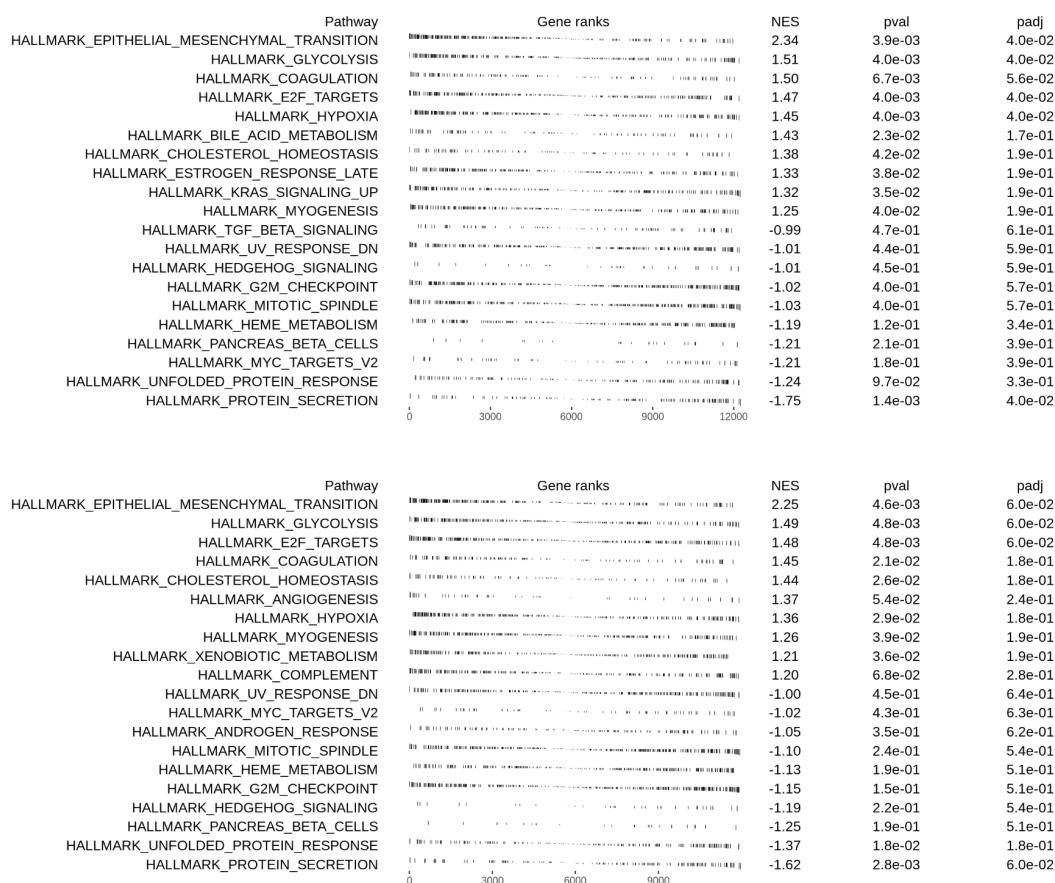 Pathway Gene ranks NES pval padj
HALLMARK_EPITHELIAL_MESENCHYMAL_TRANSITION 2.34 3.9e-03 4.0e-02
HALLMARK_GLYCOLYSIS 1.51 4.0e-03 4.0e-02
HALLMARK_COAGULATION 1.50 6.7e-03 5.6e-02
HALLMARK_E2F_TARGETS 1.47 4.0e-03 4.0e-02
HALLMARK_HYPOXIA 1.45 4.0e-03 4.0e-02
HALLMARK_BILE_ACID_METABOLISM 1.43 2.3e-02 1.7e-01
HALLMARK_CHOLESTEROL_HOMEOSTASIS 1.38 4.2e-02 1.9e-01
HALLMARK_ESTROGEN_RESPONSE_LATE 1.33 3.8e-02 1.9e-01
HALLMARK_KRAS_SIGNALING_UP 1.32 3.5e-02 1.9e-01
HALLMARK_MYOGENESIS 1.25 4.0e-02 1.9e-01
HALLMARK_TGF_BETA_SIGNALING -0.99 4.7e-01 6.1e-01
HALLMARK_UV_RESPONSE_DN -1.01 4.4e-01 5.9e-01
HALLMARK_HEDGEHOG_SIGNALING -1.01 4.5e-01 5.9e-01
HALLMARK_G2M_CHECKPOINT -1.02 4.0e-01 5.7e-01
HALLMARK_MITOTIC_SPINDLE -1.03 4.0e-01 5.7e-01
HALLMARK_HEME_METABOLISM -1.19 1.2e-01 3.4e-01
HALLMARK_PANCREAS_BETA_CELLS -1.21 2.1e-01 3.9e-01
HALLMARK_MYC_TARGETS_V2 -1.21 1.8e-01 3.9e-01
HALLMARK_UNFOLDED_PROTEIN_RESPONSE -1.24 9.7e-02 3.3e-01
HALLMARK_PROTEIN_SECRETION -1.75 1.4e-03 4.0e-02
0 3000 6000 9000 12000
Pathway Gene ranks NES pval padj
HALLMARK_EPITHELIAL_MESENCHYMAL_TRANSITION 2.25 4.6e-03 6.0e-02
HALLMARK_GLYCOLYSIS 1.49 4.8e-03 6.0e-02
HALLMARK_E2F_TARGETS 1.48 4.8e-03 6.0e-02
HALLMARK_COAGULATION 1.45 2.1e-02 1.8e-01
HALLMARK_CHOLESTEROL_HOMEOSTASIS 1.44 2.6e-02 1.8e-01
HALLMARK_ANGIOGENESIS 1.37 5.4e-02 2.4e-01
HALLMARK_HYPOXIA 1.36 2.9e-02 1.8e-01
HALLMARK_MYOGENESIS 1.26 3.9e-02 1.9e-01
HALLMARK_XENOBIOTIC_METABOLISM 1.21 3.6e-02 1.9e-01
HALLMARK_COMPLEMENT 1.20 6.8e-02 2.8e-01
HALLMARK_UV_RESPONSE_DN -1.00 4.5e-01 6.4e-01
HALLMARK_MYC_TARGETS_V2 -1.02 4.3e-01 6.3e-01
HALLMARK_ANDROGEN_RESPONSE -1.05 3.5e-01 6.2e-01
HALLMARK_MITOTIC_SPINDLE -1.10 2.4e-01 5.4e-01
HALLMARK_HEME_METABOLISM -1.13 1.9e-01 5.1e-01
HALLMARK_G2M_CHECKPOINT -1.15 1.5e-01 5.1e-01
HALLMARK_HEDGEHOG_SIGNALING -1.19 2.2e-01 5.4e-01
HALLMARK_PANCREAS_BETA_CELLS -1.25 1.9e-01 5.1e-01
HALLMARK_UNFOLDED_PROTEIN_RESPONSE -1.37 1.8e-02 1.8e-01
HALLMARK_PROTEIN_SECRETION -1.62 2.8e-03 6.0e-02
0 3000 6000 9000